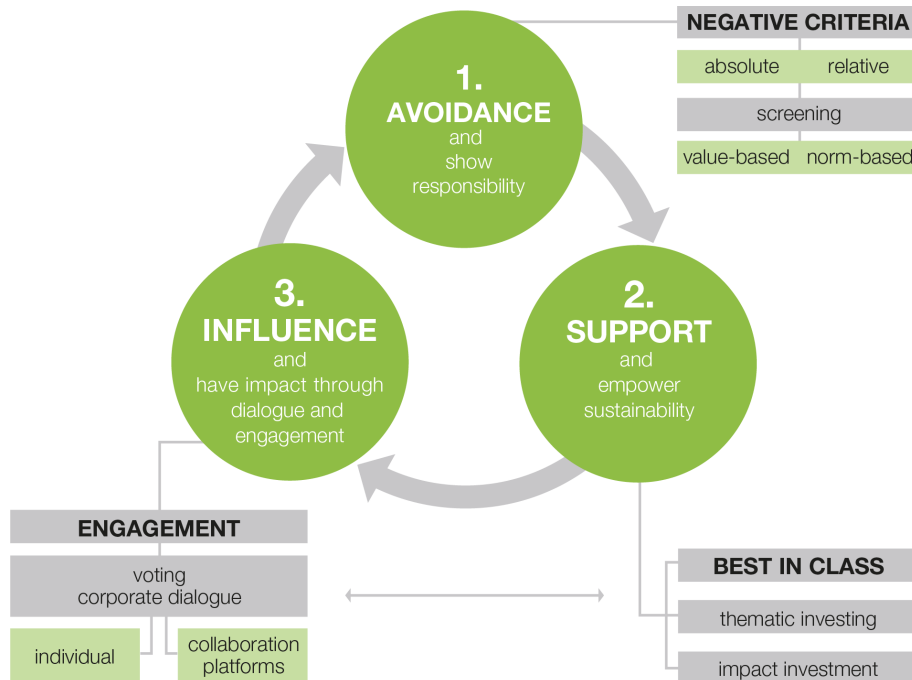 1.
AVOIDANCE
and
show
responsibility
NEGATIVE CRITERIA
absolute
relative
screening
value-based
norm-based
2.
SUPPORT
and
empower
sustainability
3.
INFLUENCE
and
have impact through
dialogue and
engagement
ENGAGEMENT
voting
corporate dialogue
individual
collaboration
platforms
BEST IN CLASS
thematic investing
impact investment